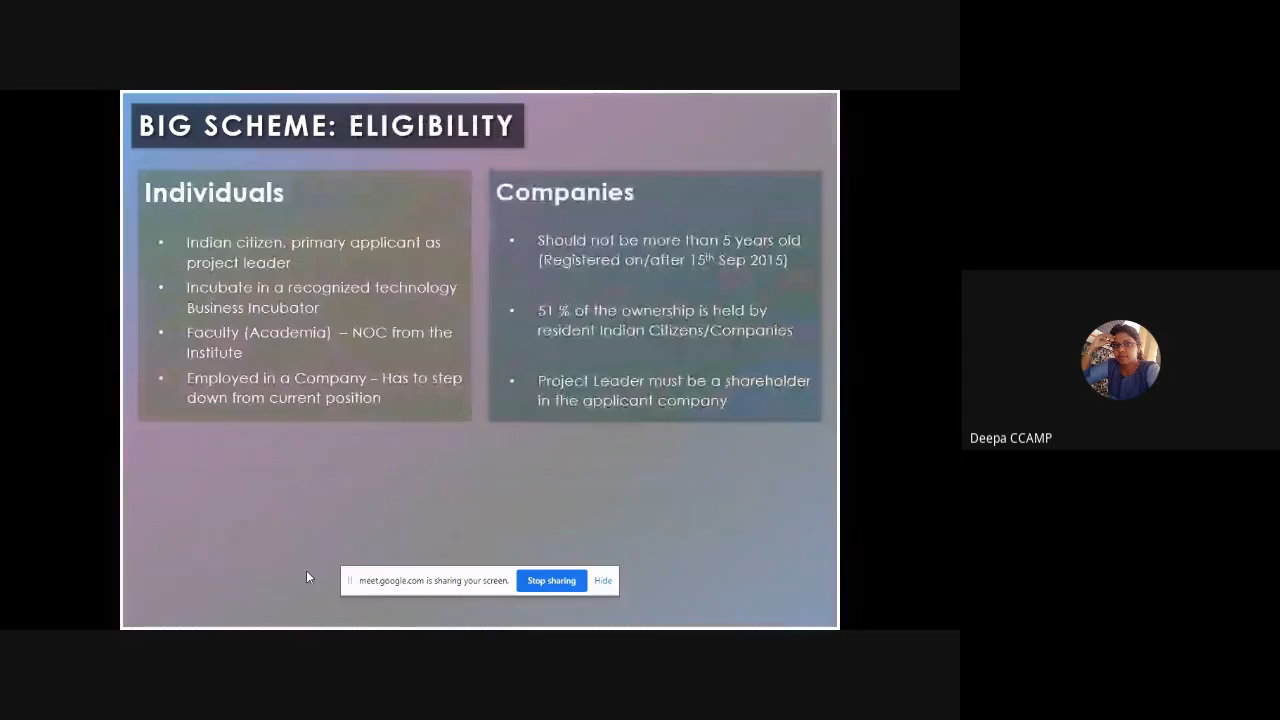 BIG SCHEME: ELIGIBILITY
Individuals
• Indian citizen, primary applicant as
project leader
• Incubate in a recognized technology
Business Incubator
• Faculty (Academia) – NOC from the
Institute
• Employed in a Company – Has to step
down from current position
Companies
• Should not be more than 5 years old
(Registered on/after 15th Sep 2015)
• 51 % of the ownership is held by
resident Indian Citizens/Companies
• Project Leader must be a shareholder
in the applicant company
meet.google.com is sharing your screen.
Stop sharing
Hide
Deepa CCAMP